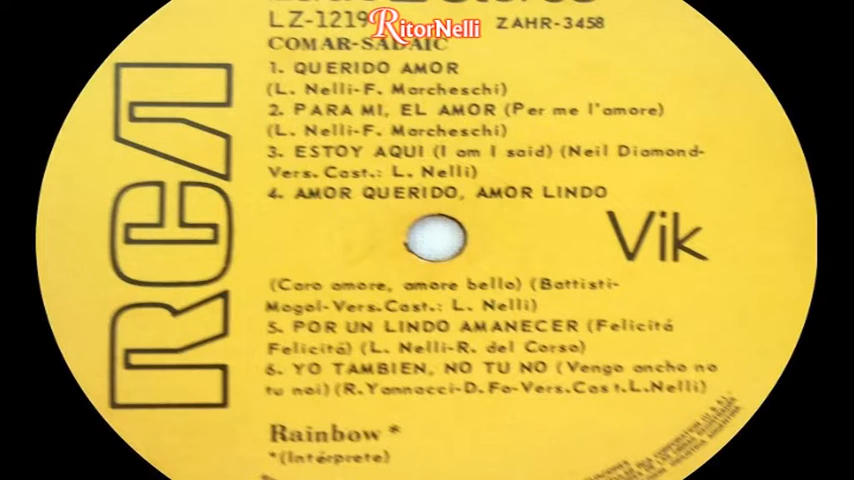 LZ-1219
RitorNelli
ZAHR-3458
COMAR-SADAIC
1. QUERIDO AMOR
(L. Nelli-F. Marcheschi)
2. PARA MI, EL AMOR (Per me l'amore)
(L. Nelli-F. Marcheschi)
3. ESTOY AQUI (I am I said) (Neil Diamond-
Vers. Cast.: L. Nelli)
4. AMOR QUERIDO, AMOR LINDO
RCA
Vik
(Caro amore, amore bello) (Battisti-
Mogol-Vers.Cast.: L. Nelli)
5. POR UN LINDO AMANECER (Felicitá
Felicitá) (L. Nelli-R. del Corso)
6. YO TAMBIEN, NO TU NO (Vengo ancho no
tu noi) (R.Yannacci-D.Fo-Vers.Cast.L.Nelli)
Rainbow *
*(Intérprete)